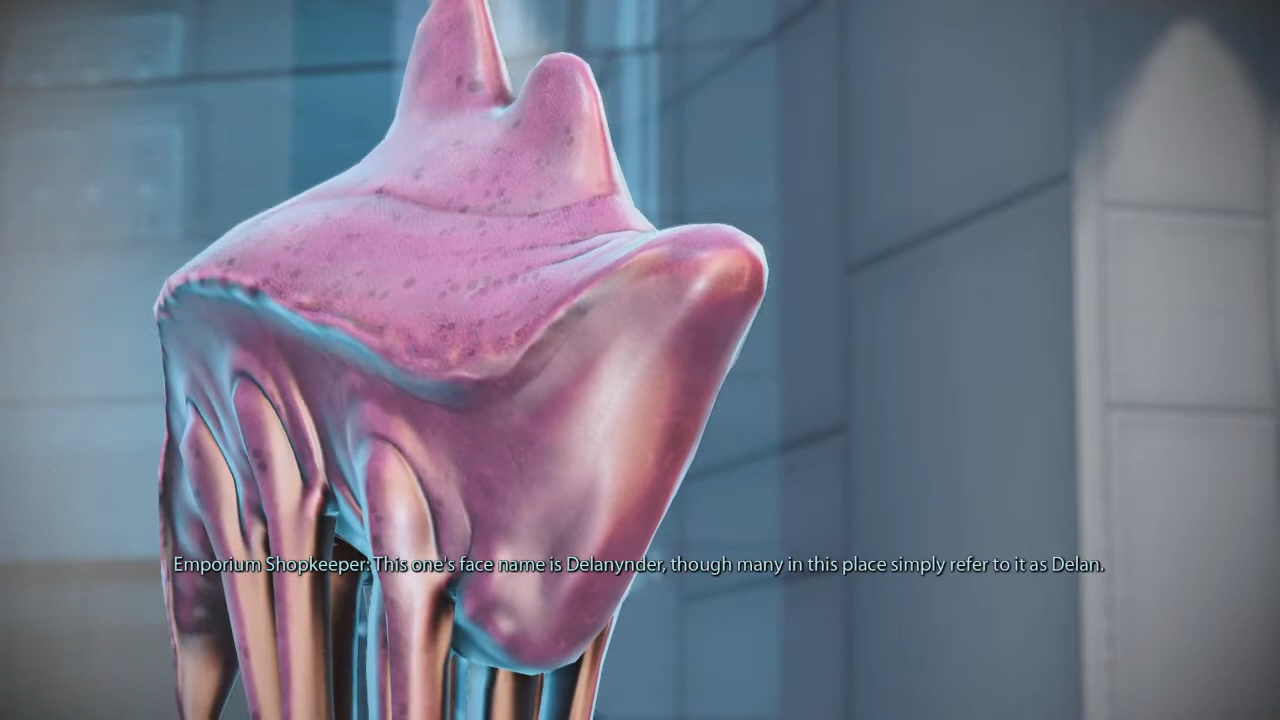 Emporium Shopkeeper: This one's face name is Delanynder, though many in this place simply refer to it as Delan.